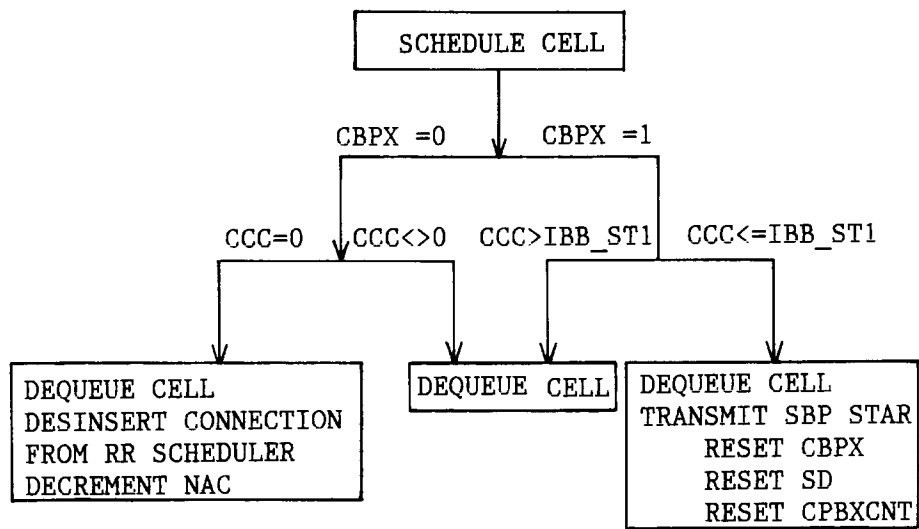 SCHEDULE CELL
CBPX =0
CBPX =1
CCC=0
CCC<>0
CCC>IBB_ST1
CCC<=IBB_ST1
DEQUEUE CELL
DESINSERT CONNECTION
FROM RR SCHEDULER
DECREMENT NAC
DEQUEUE CELL
DEQUEUE CELL
TRANSMIT SBP STAR
RESET CBPX
RESET SD
RESET CPBXCNT